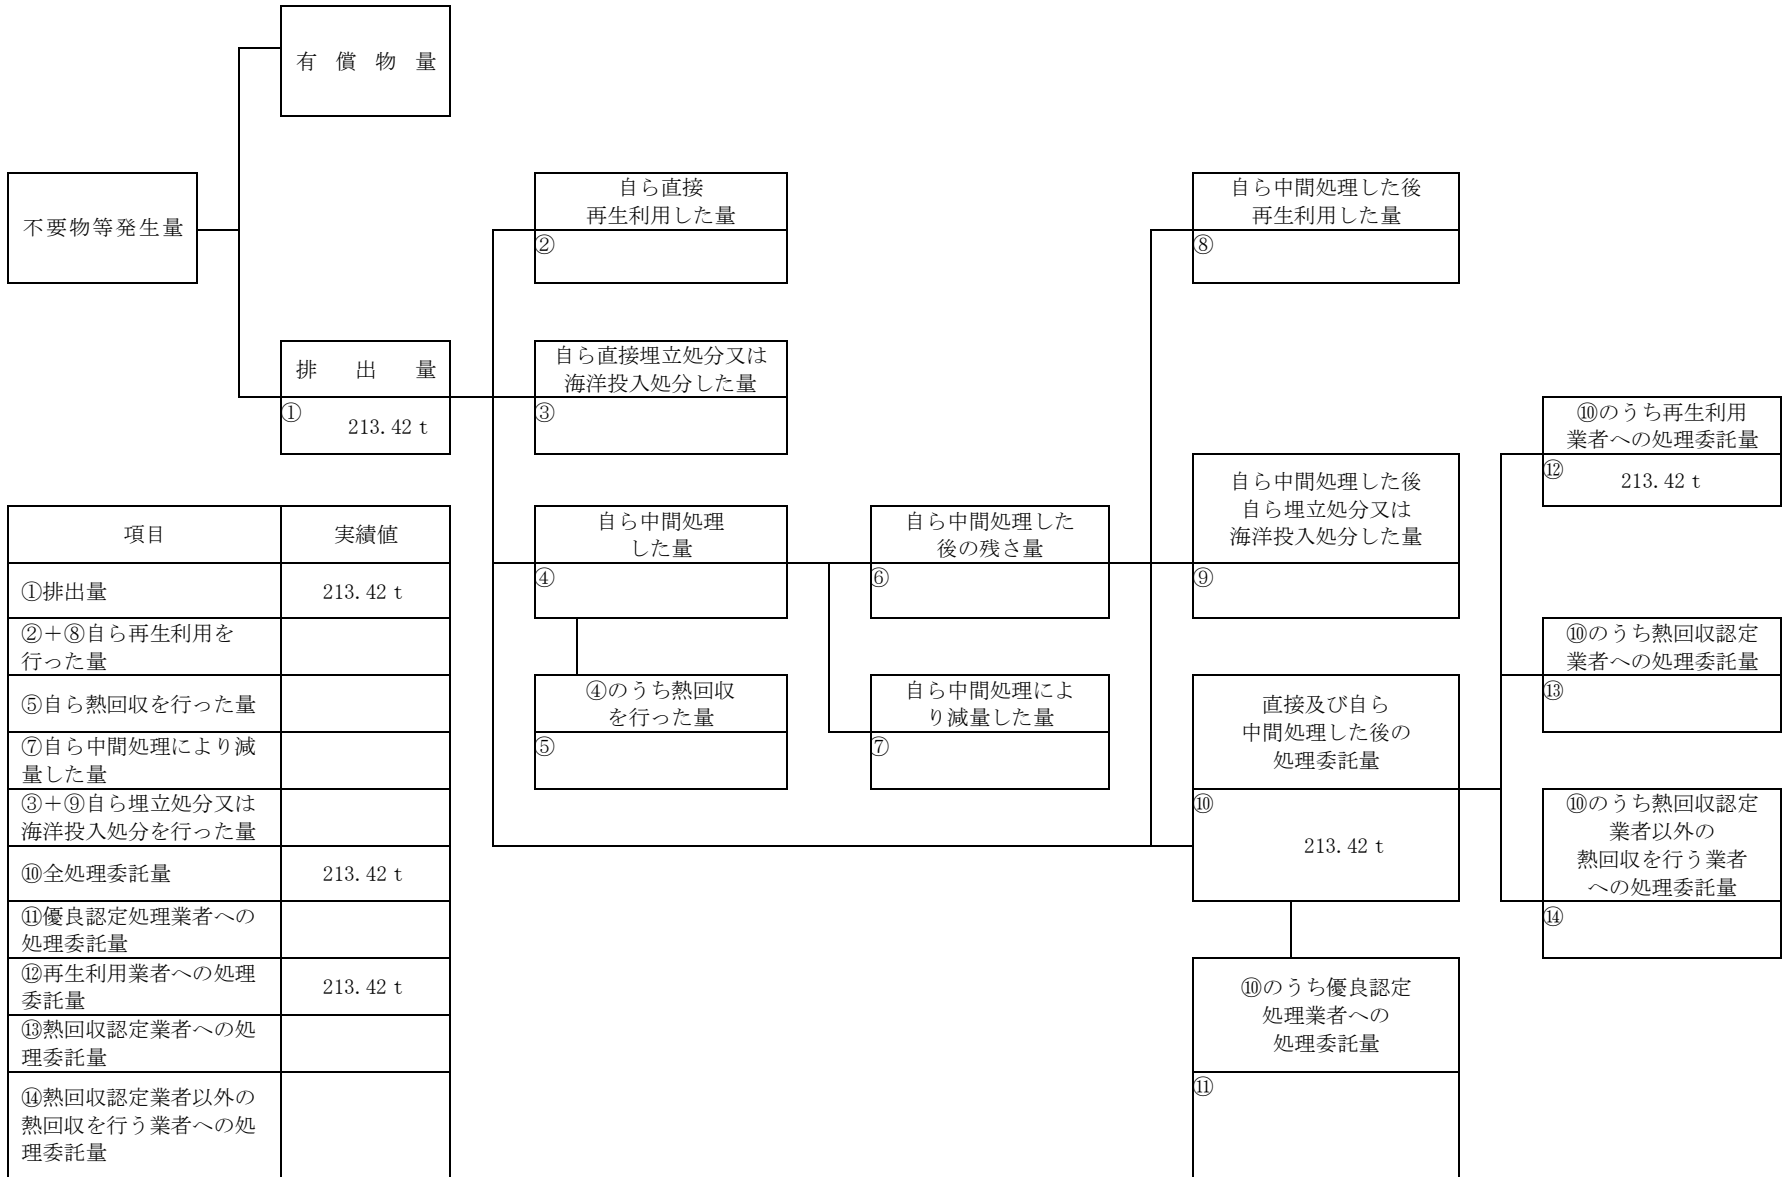 有 償 物 量
不要物等発生量
自ら直接
再生利用した量
②
自ら中間処理した後
再生利用した量
⑧
排 出 量
①
213.42 t
自ら直接埋立処分又は
海洋投入処分した量
③
⑩のうち再生利用
業者への処理委託量
⑫
213.42 t
自ら中間処理した後
自ら埋立処分又は
海洋投入処分した量
⑨
自ら中間処理
した量
④
自ら中間処理した
後の残さ量
⑥
⑩のうち熱回収認定
業者への処理委託量
⑬
④のうち熱回収
を行った量
⑤
自ら中間処理によ
り減量した量
⑦
直接及び自ら
中間処理した後の
処理委託量
⑩
213.42 t
⑩のうち熱回収認定
業者以外の
熱回収を行う業者
への処理委託量
⑭
⑩のうち優良認定
処理業者への
処理委託量
⑪
項目 実績値
①排出量 213.42 t
②＋⑧自ら再生利用を
行った量
⑤自ら熱回収を行った量
⑦自ら中間処理により減
量した量
③＋⑨自ら埋立処分又は
海洋投入処分を行った量
⑩全処理委託量 213.42 t
⑪優良認定処理業者への
処理委託量
⑫再生利用業者への処理
委託量
213.42 t
⑬熱回収認定業者への処
理委託量
⑭熱回収認定業者以外の
熱回収を行う業者への処
理委託量